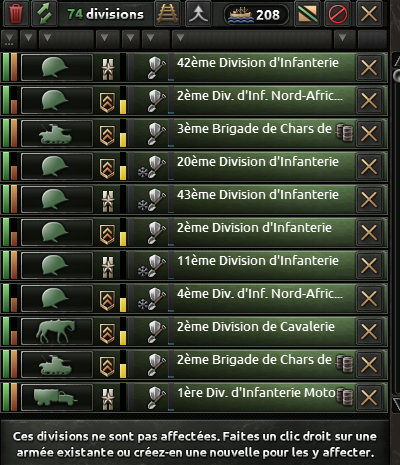 74 divisions 208
42ème Division d'Infanterie
2ème Div. d'Inf. Nord-Afric...
3ème Brigade de Chars de
20ème Division d'Infanterie
43ème Division d'Infanterie
2ème Division d'Infanterie
11ème Division d'Infanterie
4ème Div. d'Inf. Nord-Afric...
2ème Division de Cavalerie
2ème Brigade de Chars de
1ère Div. d'Infanterie Moto
Ces divisions ne sont pas affectées. Faites un clic droit sur une
armée existante ou créez-en une nouvelle pour les y affecter.